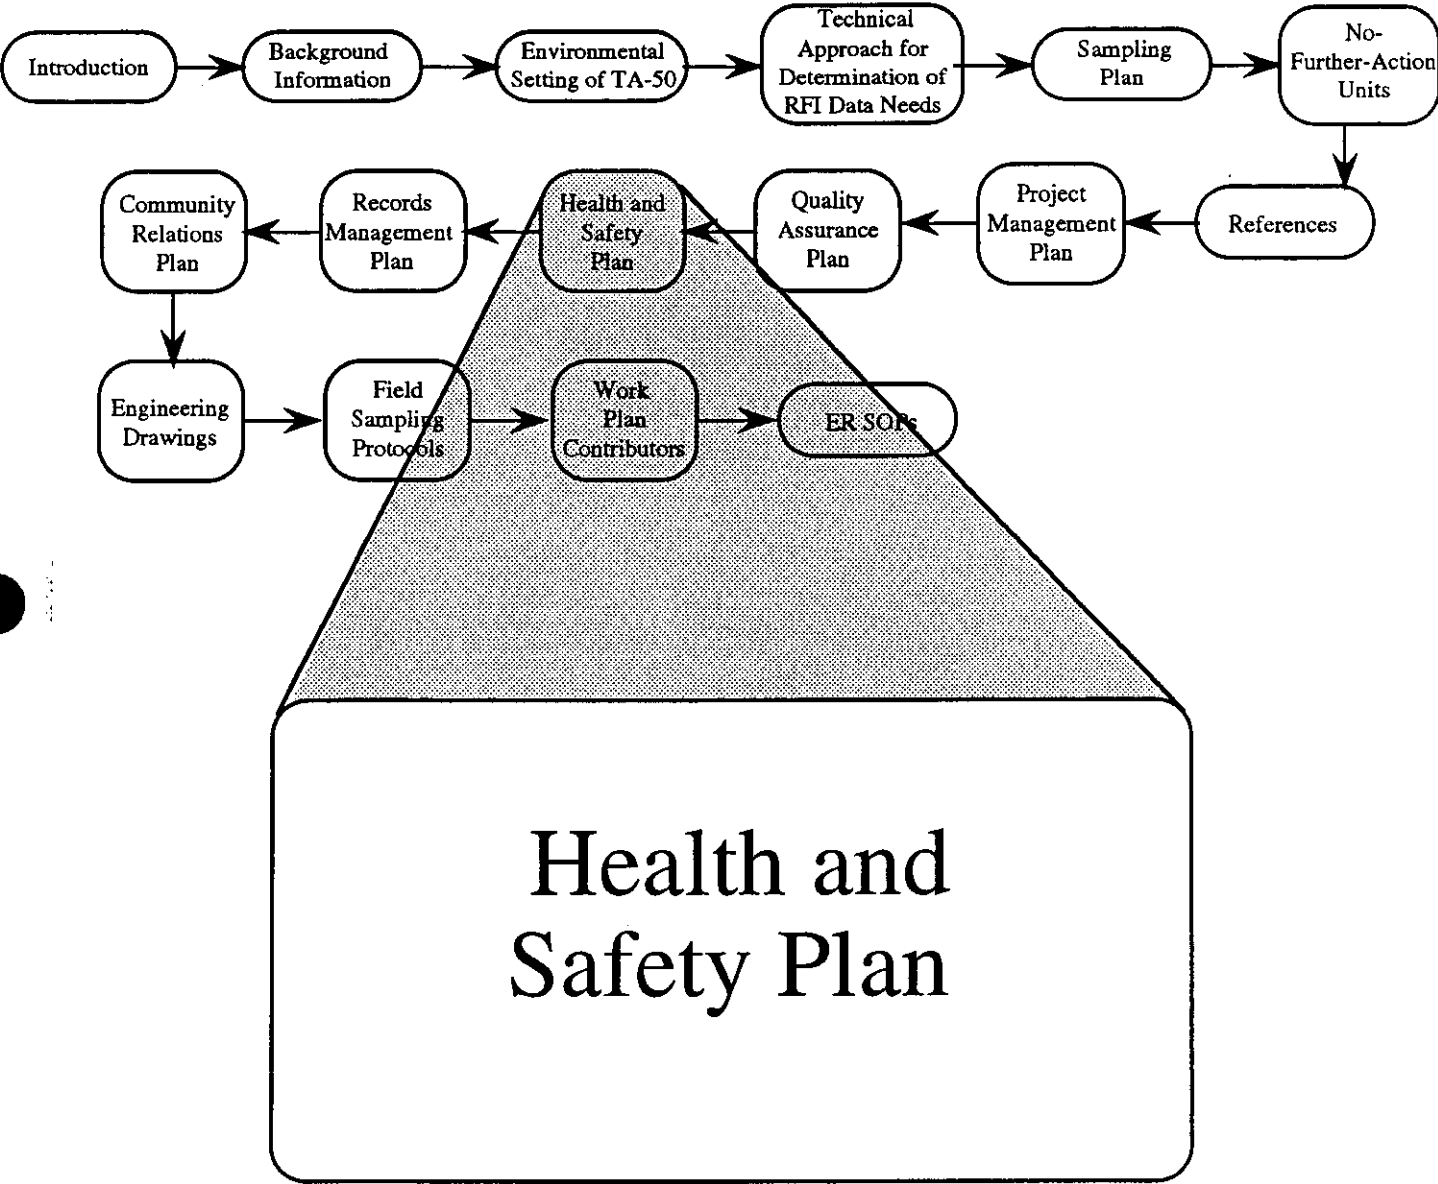 Introduction
Background
Information
Environmental
Setting of TA-50
Technical
Approach for
Determination of
RFI Data Needs
Sampling
Plan
No-
Further-Action
Units
References
Project
Management
Plan
Quality
Assurance
Plan
Health and
Safety
Plan
Records
Management
Plan
Community
Relations
Plan
Engineering
Drawings
Field
Sampling
Protocols
Work
Plan
Contributors
ER SOPs
Health and
Safety Plan